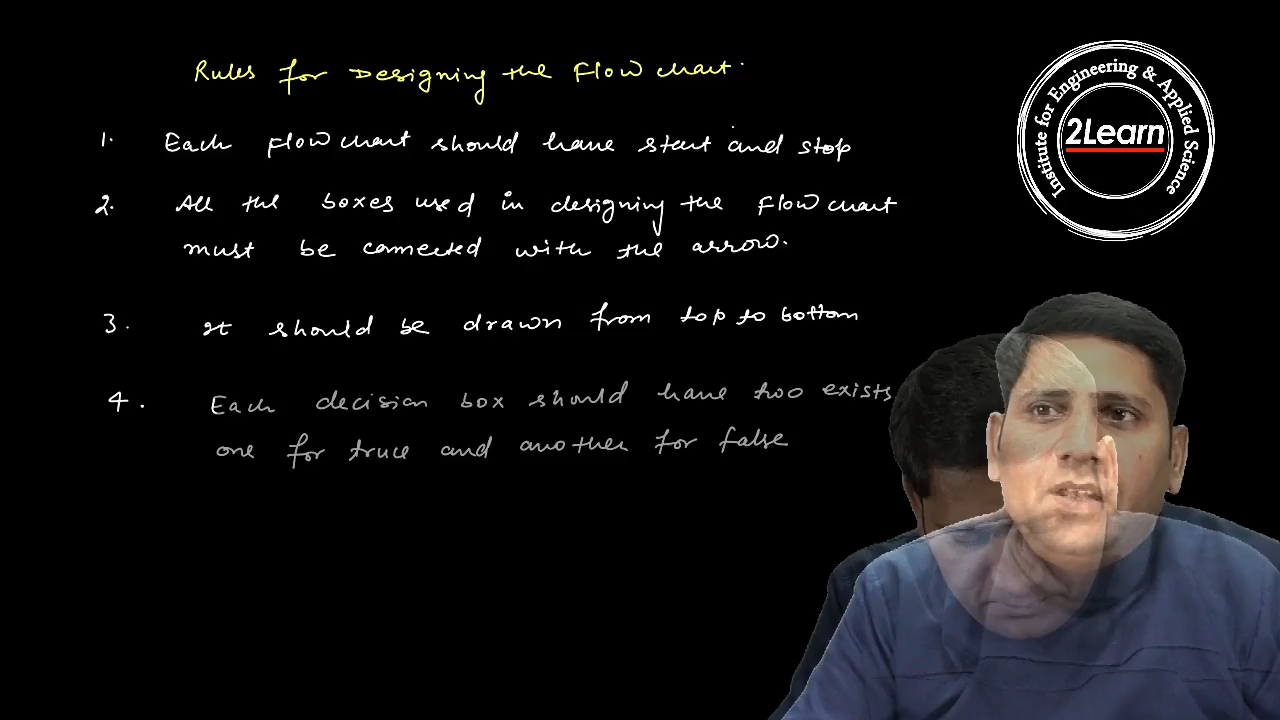 Rules for Designing the Flow chart.
1. Each flow chart should have start and stop
2. All the boxes used in designing the flow chart
must be connected with the arrow.
3. It should be drawn from top to bottom
4. Each decision box should have two exists
one for true and another for false
Institute for Engineering & Applied Science
2Learn